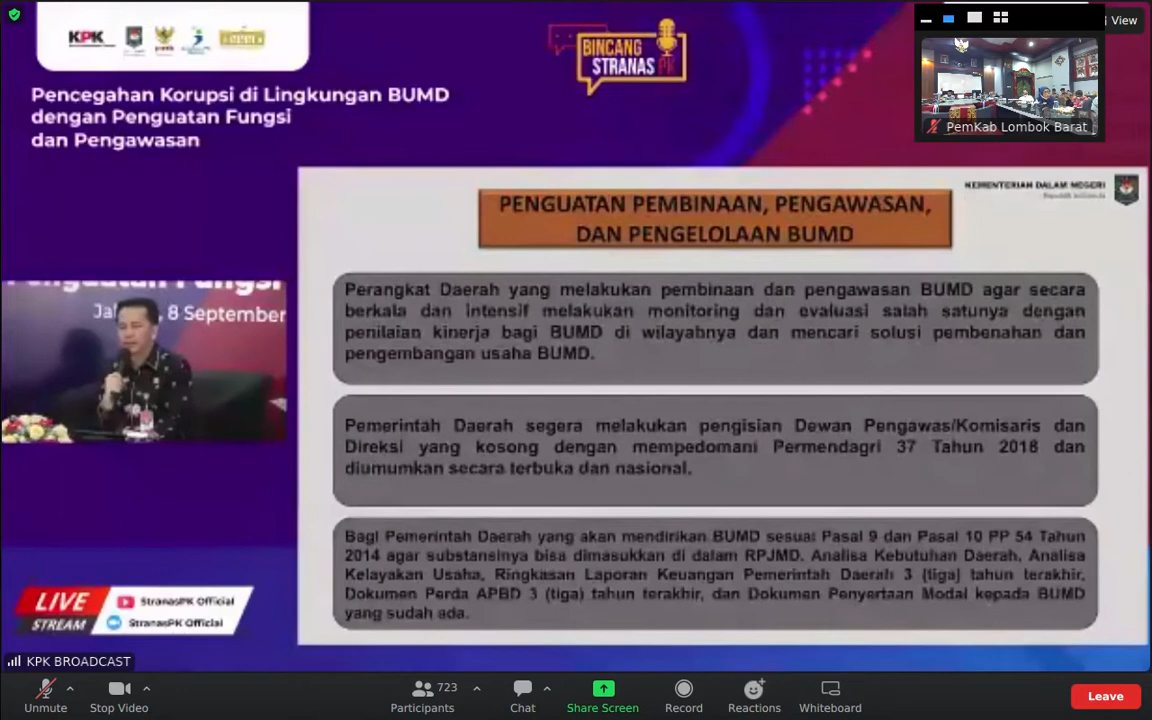 KPK
BINCANG
STRANAS PK
View
Pencegahan Korupsi di Lingkungan BUMD
dengan Penguatan Fungsi
dan Pengawasan
PemKab Lombok Barat
KEMENTERIAN DALAM NEGERI
Republik Indonesia
PENGUATAN PEMBINAAN, PENGAWASAN,
DAN PENGELOLAAN BUMD
Perangkat Daerah yang melakukan pembinaan dan pengawasan BUMD agar secara
berkala dan intensif melakukan monitoring dan evaluasi salah satunya dengan
penilaian kinerja bagi BUMD di wilayahnya dan mencari solusi pembenahan dan
pengembangan usaha BUMD.
Pemerintah Daerah segera melakukan pengisian Dewan Pengawas/Komisaris dan
Direksi yang kosong dengan mempedomani Permendagri 37 Tahun 2018 dan
diumumkan secara terbuka dan nasional.
Bagi Pemerintah Daerah yang akan mendirikan BUMD sesuai Pasal 9 dan Pasal 10 PP 54 Tahun
2014 agar substansinya bisa dimasukkan di dalam RPJMD. Analisa Kebutuhan Daerah, Analisa
Kelayakan Usaha, Ringkasan Laporan Keuangan Pemerintah Daerah 3 (tiga) tahun terakhir,
Dokumen Perda APBD 3 (tiga) tahun terakhir, dan Dokumen Penyertaan Modal kepada BUMD
yang sudah ada.
8 September
LIVE
STREAM
StranasPK Official
StranasPK Official
KPK BROADCAST
Unmute
Stop Video
723
Participants
Chat
Share Screen
Record
Reactions
Whiteboard
Leave